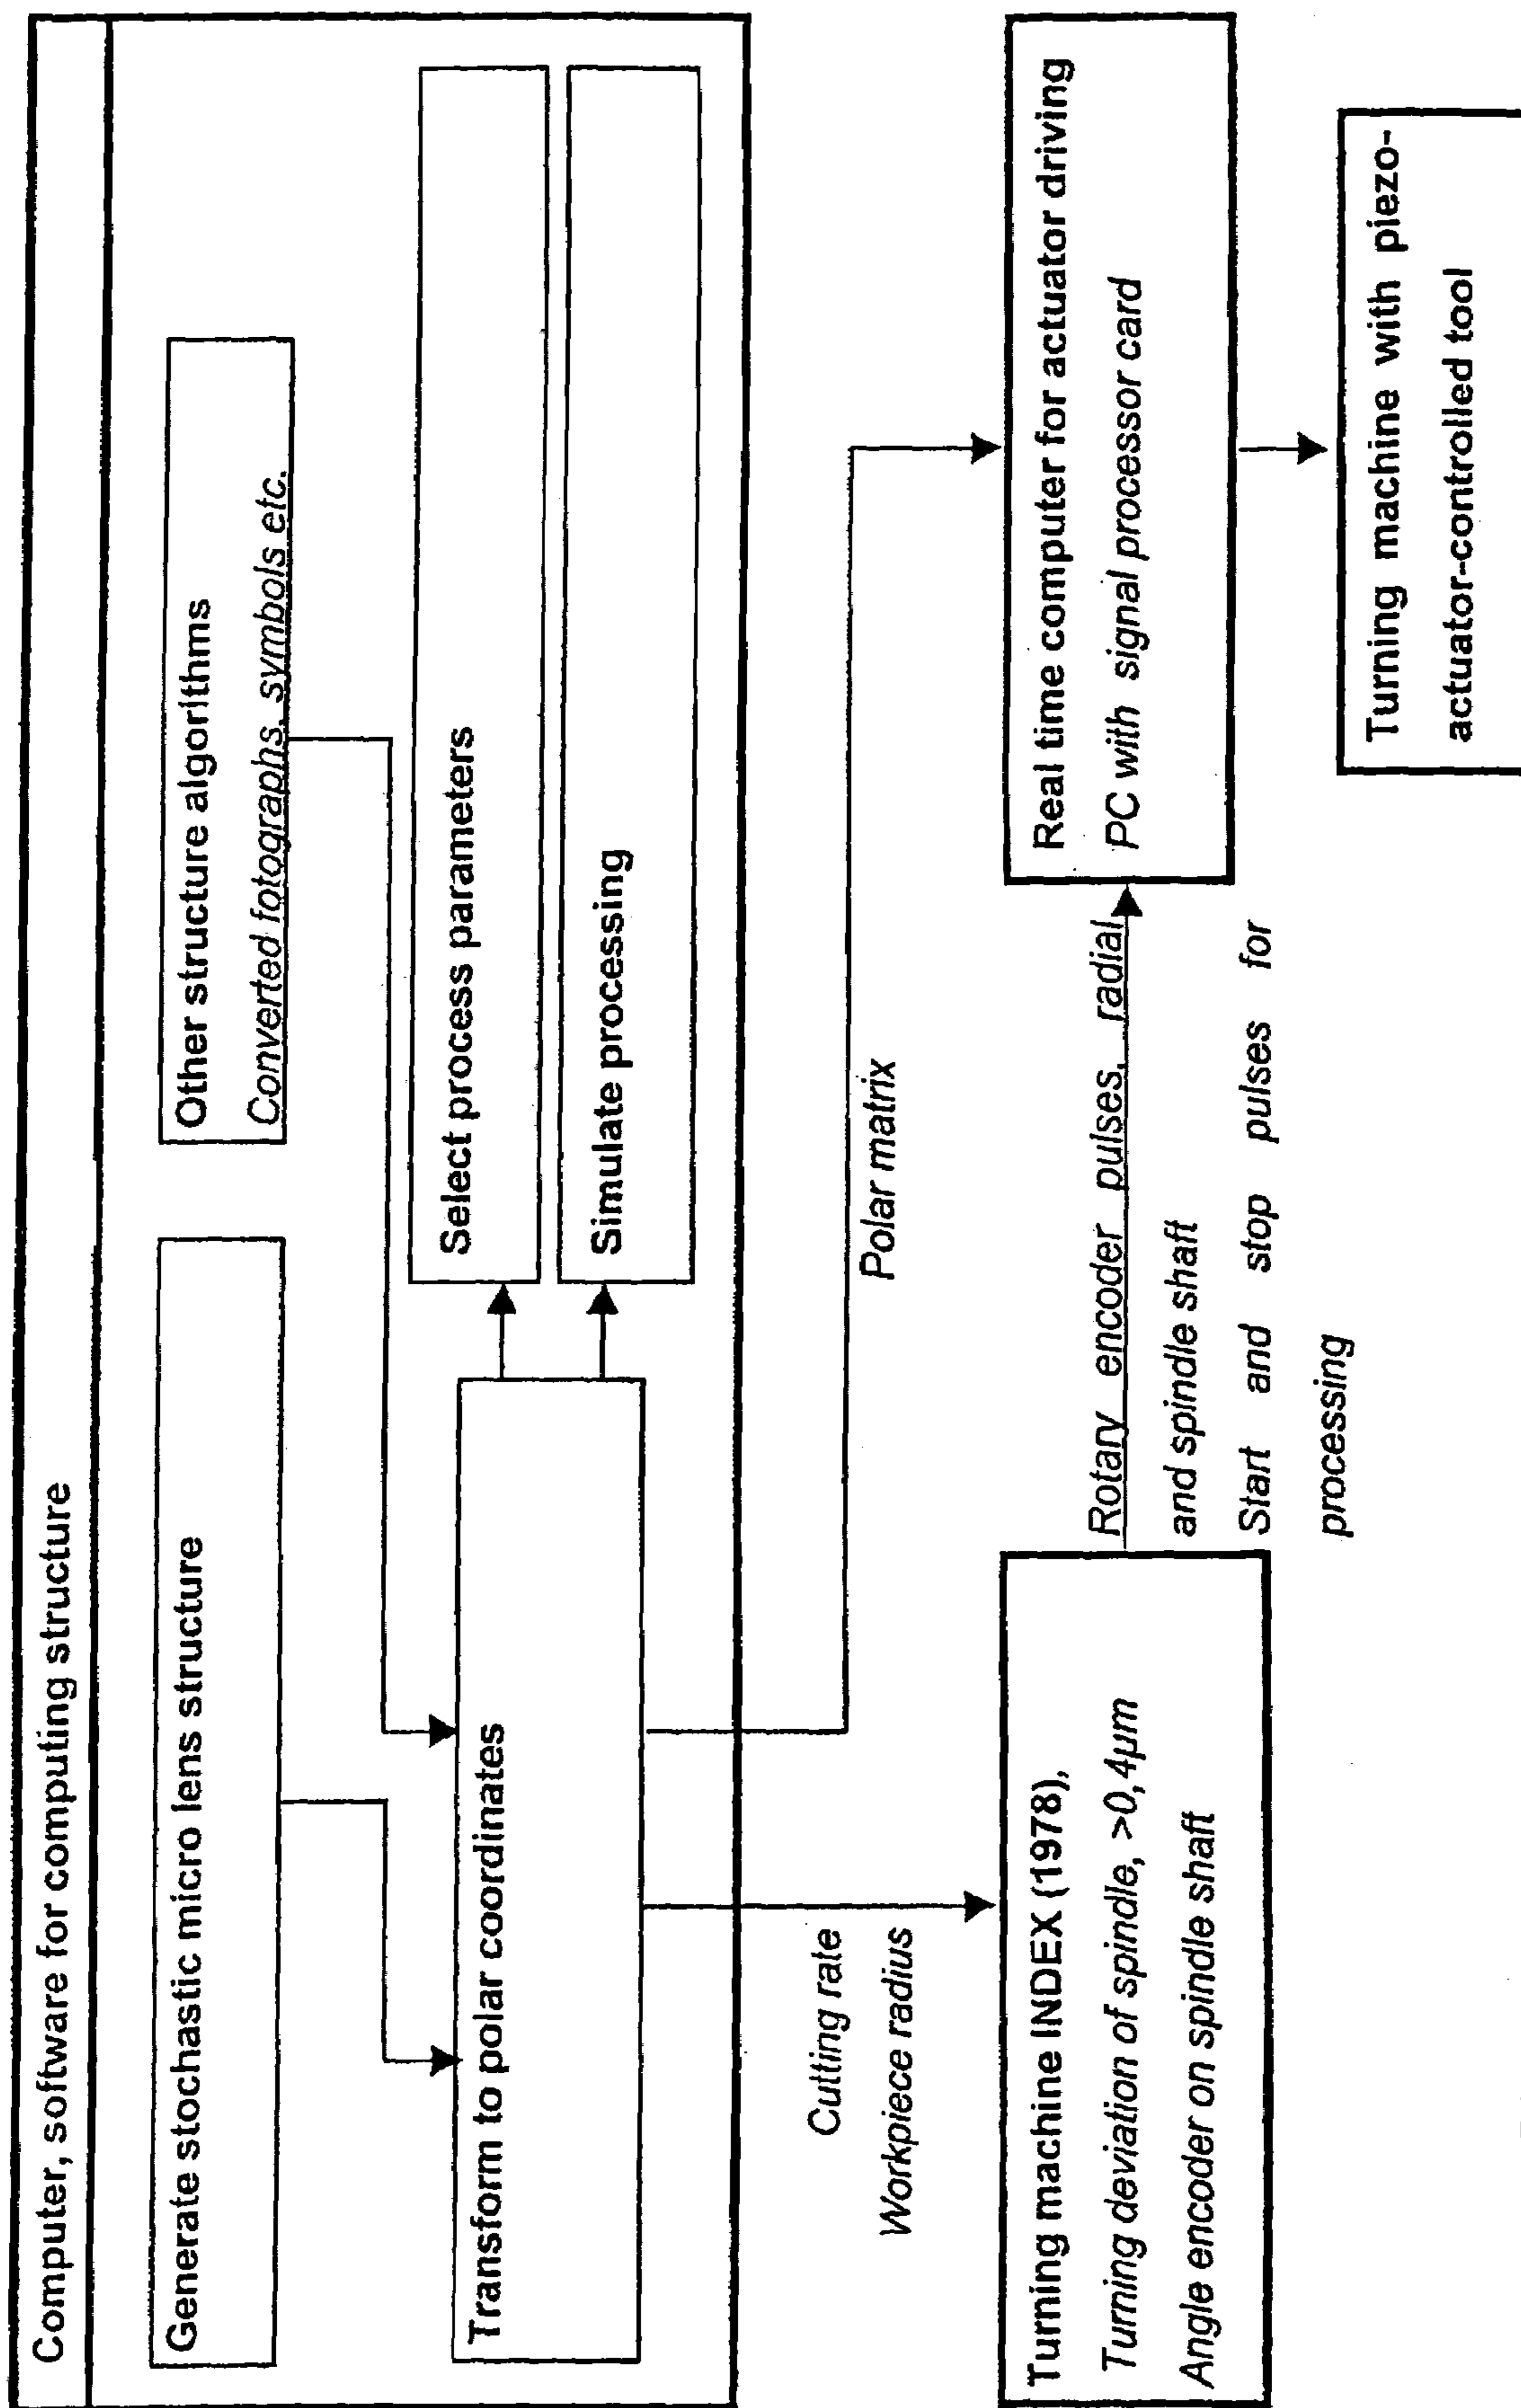 Computer, software for computing structure
Generate stochastic micro lens structure
Other structure algorithms
Converted fotographs, symbols etc.
Transform to polar coordinates
Select process parameters
Simulate processing
Cutting rate
Workpiece radius
Polar matrix
Turning machine INDEX (1978),
Turning deviation of spindle, >0,4µm
Angle encoder on spindle shaft
Rotary encoder pulses, radial
and spindle shaft
Start and stop pulses for
processing
Real time computer for actuator driving
PC with signal processor card
Turning machine with piezo-
actuator-controlled tool